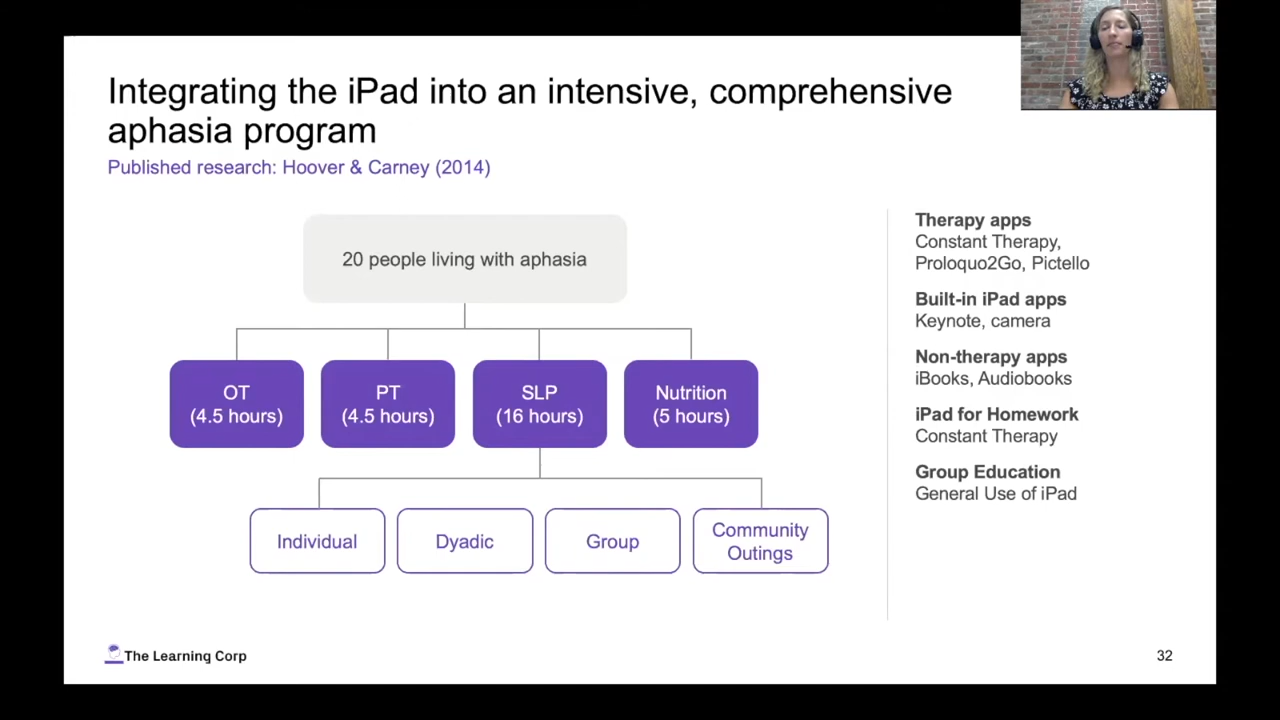 Integrating the iPad into an intensive, comprehensive
aphasia program
Published research: Hoover & Carney (2014)
20 people living with aphasia
OT
(4.5 hours)
PT
(4.5 hours)
SLP
(16 hours)
Nutrition
(5 hours)
Individual
Dyadic
Group
Community
Outings
Therapy apps
Constant Therapy,
Proloquo2Go, Pictello
Built-in iPad apps
Keynote, camera
Non-therapy apps
iBooks, Audiobooks
iPad for Homework
Constant Therapy
Group Education
General Use of iPad
The Learning Corp
32